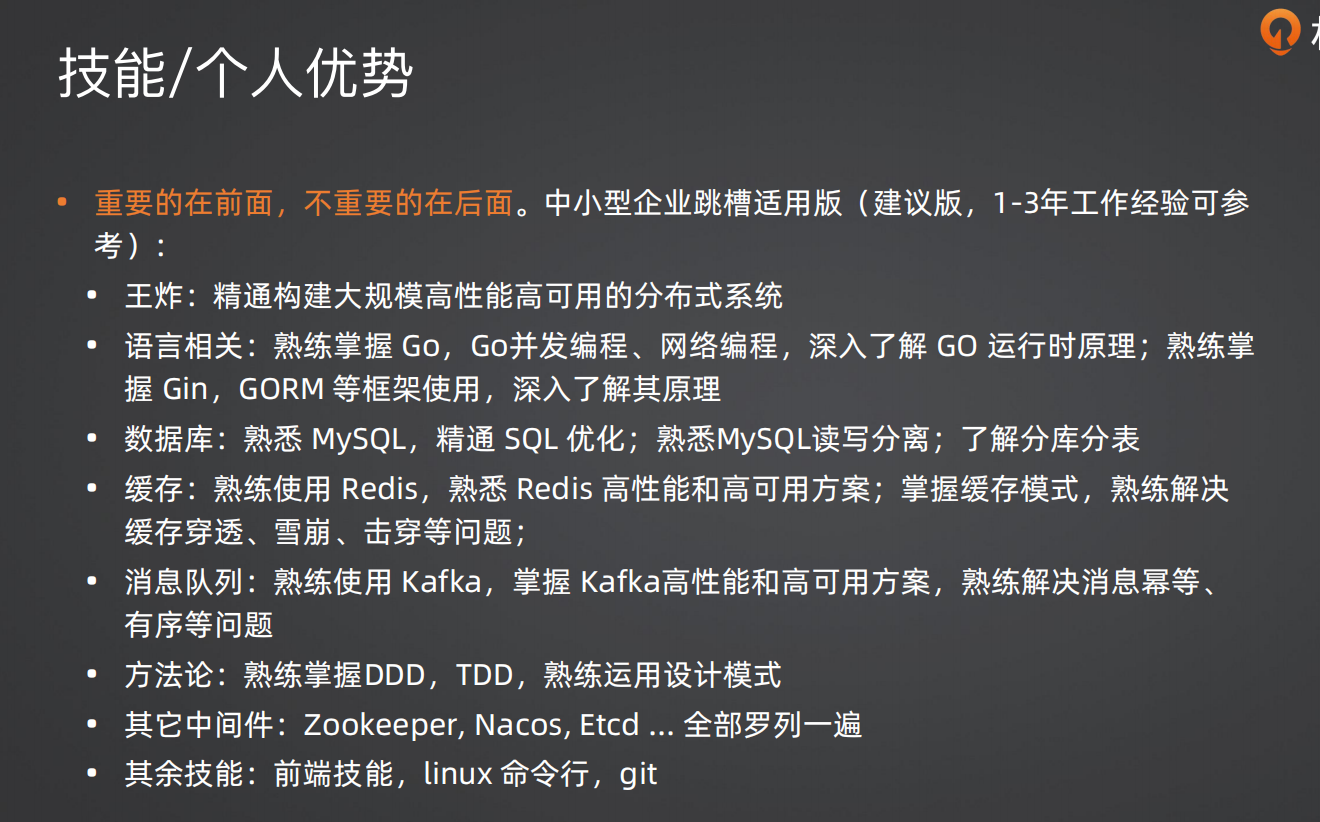 技能/个人优势
• 重要的在前面，不重要的在后面。中小型企业跳槽适用版（建议版，1-3年工作经验可参
考）：
• 王炸：精通构建大规模高性能高可用的分布式系统
• 语言相关：熟练掌握 Go，Go并发编程、网络编程，深入了解 GO 运行时原理；熟练掌
握 Gin，GORM 等框架使用，深入了解其原理
• 数据库：熟悉 MySQL，精通 SQL 优化；熟悉MySQL读写分离；了解分库分表
• 缓存：熟练使用 Redis，熟悉 Redis 高性能和高可用方案；掌握缓存模式，熟练解决
缓存穿透、雪崩、击穿等问题；
• 消息队列：熟练使用 Kafka，掌握 Kafka高性能和高可用方案，熟练解决消息幂等、
有序等问题
• 方法论：熟练掌握DDD，TDD，熟练运用设计模式
• 其它中间件：Zookeeper, Nacos, Etcd ... 全部罗列一遍
• 其余技能：前端技能，linux 命令行，git